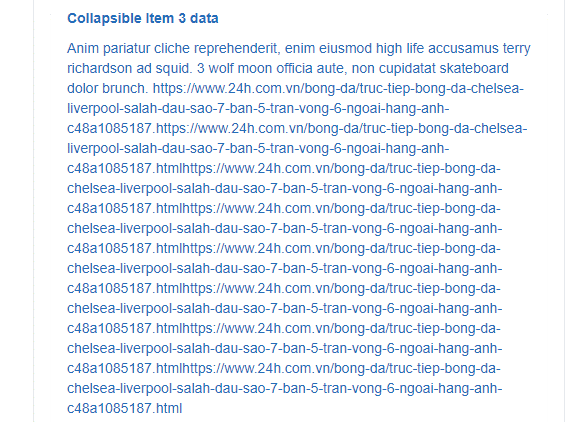 Collapsible Item 3 data
Anim pariatur cliche reprehenderit, enim eiusmod high life accusamus terry
richardson ad squid. 3 wolf moon officia aute, non cupidatat skateboard
dolor brunch. https://www.24h.com.vn/bong-da/truc-tiep-bong-da-chelsea-
liverpool-salah-dau-sao-7-ban-5-tran-vong-6-ngoai-hang-anh-
c48a1085187.https://www.24h.com.vn/bong-da/truc-tiep-bong-da-chelsea-
liverpool-salah-dau-sao-7-ban-5-tran-vong-6-ngoai-hang-anh-
c48a1085187.htmlhttps://www.24h.com.vn/bong-da/truc-tiep-bong-da-
chelsea-liverpool-salah-dau-sao-7-ban-5-tran-vong-6-ngoai-hang-anh-
c48a1085187.htmlhttps://www.24h.com.vn/bong-da/truc-tiep-bong-da-
chelsea-liverpool-salah-dau-sao-7-ban-5-tran-vong-6-ngoai-hang-anh-
c48a1085187.htmlhttps://www.24h.com.vn/bong-da/truc-tiep-bong-da-
chelsea-liverpool-salah-dau-sao-7-ban-5-tran-vong-6-ngoai-hang-anh-
c48a1085187.htmlhttps://www.24h.com.vn/bong-da/truc-tiep-bong-da-
chelsea-liverpool-salah-dau-sao-7-ban-5-tran-vong-6-ngoai-hang-anh-
c48a1085187.htmlhttps://www.24h.com.vn/bong-da/truc-tiep-bong-da-
chelsea-liverpool-salah-dau-sao-7-ban-5-tran-vong-6-ngoai-hang-anh-
c48a1085187.htmlhttps://www.24h.com.vn/bong-da/truc-tiep-bong-da-
chelsea-liverpool-salah-dau-sao-7-ban-5-tran-vong-6-ngoai-hang-anh-
c48a1085187.html